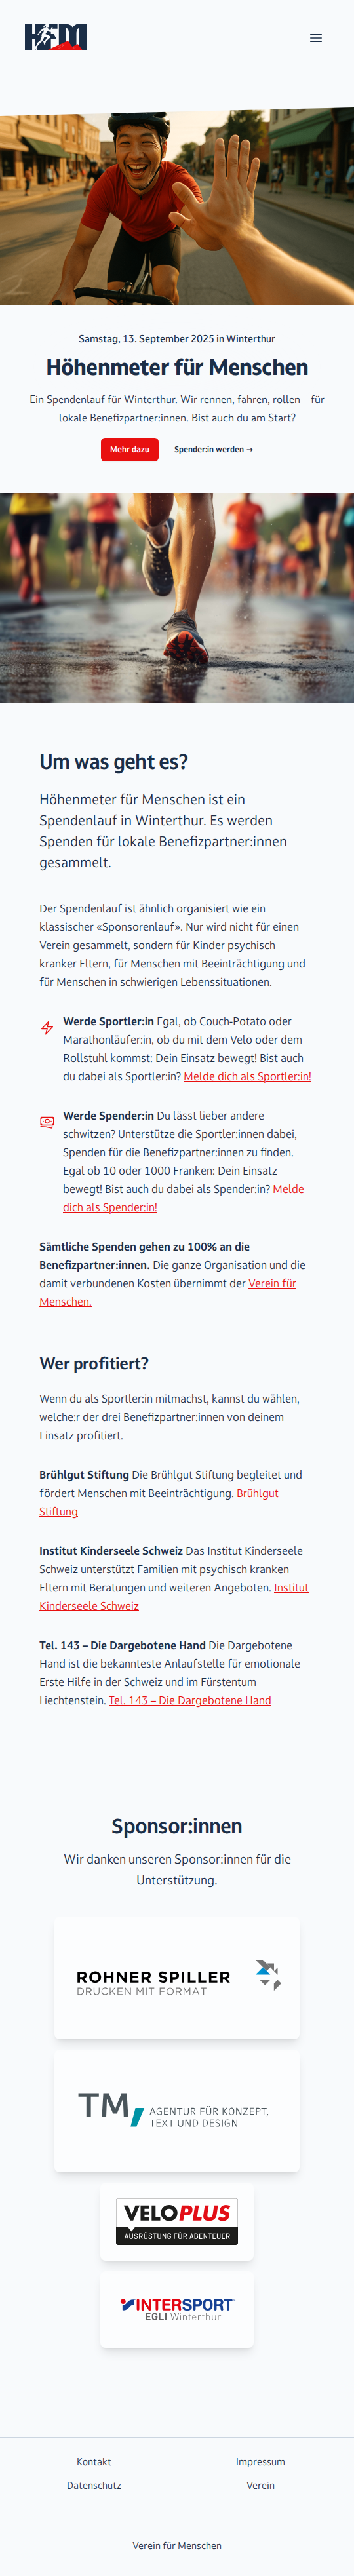 HFM
Samstag, 13. September 2025 in Winterthur
Höhenmeter für Menschen
Ein Spendenlauf für Winterthur. Wir rennen, fahren, rollen – für
lokale Benefizpartner:innen. Bist auch du am Start?
Mehr dazu
Spender:in werden →
Um was geht es?
Höhenmeter für Menschen ist ein
Spendenlauf in Winterthur. Es werden
Spenden für lokale Benefizpartner:innen
gesammelt.
Der Spendenlauf ist ähnlich organisiert wie ein
klassischer «Sponsorenlauf». Nur wird nicht für einen
Verein gesammelt, sondern für Kinder psychisch
kranker Eltern, für Menschen mit Beeinträchtigung und
für Menschen in schwierigen Lebenssituationen.
Werde Sportler:in Egal, ob Couch-Potato oder
Marathonläufer:in, ob du mit dem Velo oder dem
Rollstuhl kommst: Dein Einsatz bewegt! Bist auch
du dabei als Sportler:in? Melde dich als Sportler:in!
Werde Spender:in Du lässt lieber andere
schwitzen? Unterstütze die Sportler:innen dabei,
Spenden für die Benefizpartner:innen zu finden.
Egal ob 10 oder 1000 Franken: Dein Einsatz
bewegt! Bist auch du dabei als Spender:in? Melde
dich als Spender:in!
Sämtliche Spenden gehen zu 100% an die
Benefizpartner:innen. Die ganze Organisation und die
damit verbundenen Kosten übernimmt der Verein für
Menschen.
Wer profitiert?
Wenn du als Sportler:in mitmachst, kannst du wählen,
welche:r der drei Benefizpartner:innen von deinem
Einsatz profitiert.
Brühlgut Stiftung Die Brühlgut Stiftung begleitet und
fördert Menschen mit Beeinträchtigung. Brühlgut
Stiftung
Institut Kinderseele Schweiz Das Institut Kinderseele
Schweiz unterstützt Familien mit psychisch kranken
Eltern mit Beratungen und weiteren Angeboten. Institut
Kinderseele Schweiz
Tel. 143 – Die Dargebotene Hand Die Dargebotene
Hand ist die bekannteste Anlaufstelle für emotionale
Erste Hilfe in der Schweiz und im Fürstentum
Liechtenstein. Tel. 143 – Die Dargebotene Hand
Sponsor:innen
Wir danken unseren Sponsor:innen für die
Unterstützung.
ROHNER SPILLER
DRUCKEN MIT FORMAT
TM, AGENTUR FÜR KONZEPT,
TEXT UND DESIGN
VELOPLUS
AUSRÜSTUNG FÜR ABENTEUER
INTERSPORT
EGLI Winterthur
Kontakt
Impressum
Datenschutz
Verein
Verein für Menschen